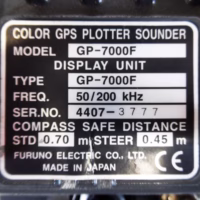 COLOR GPS PLOTTER SOUNDER
MODEL GP-7000F
DISPLAY UNIT
TYPE GP-7000F
FREQ. 50/200 kHz
SER.NO. 4407-3777
COMPASS SAFE DISTANCE
STD 0.70 m STEER 0.45 m
FURUNO ELECTRIC CO., LTD.
MADE IN JAPAN